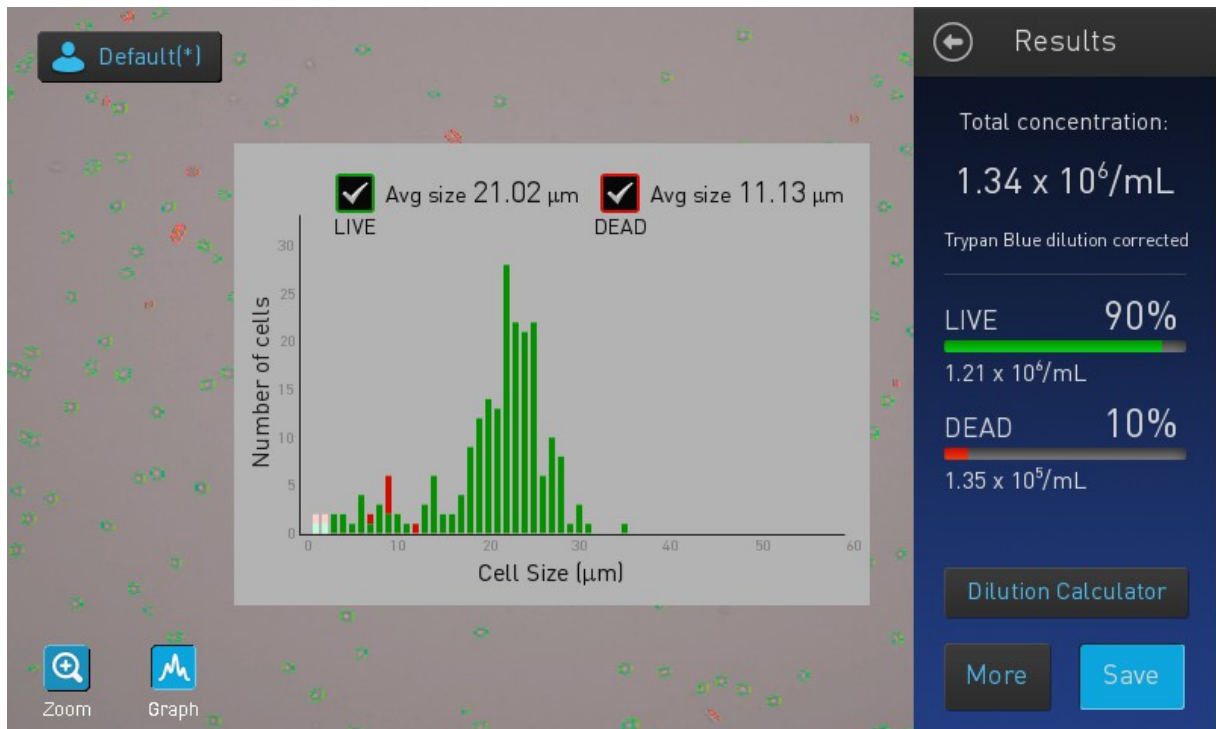 Default(*)
Results
Total concentration:
1.34 x 10⁶/mL
Trypan Blue dilution corrected
LIVE 90%
1.21 x 10⁶/mL
DEAD 10%
1.35 x 10⁵/mL
Dilution Calculator
More Save
Avg size 21.02 μm Avg size 11.13 μm
LIVE DEAD
30
25
20
15
10
5
0
Number of cells
0 10 20 30 40 50 60
Cell Size (μm)
Zoom Graph